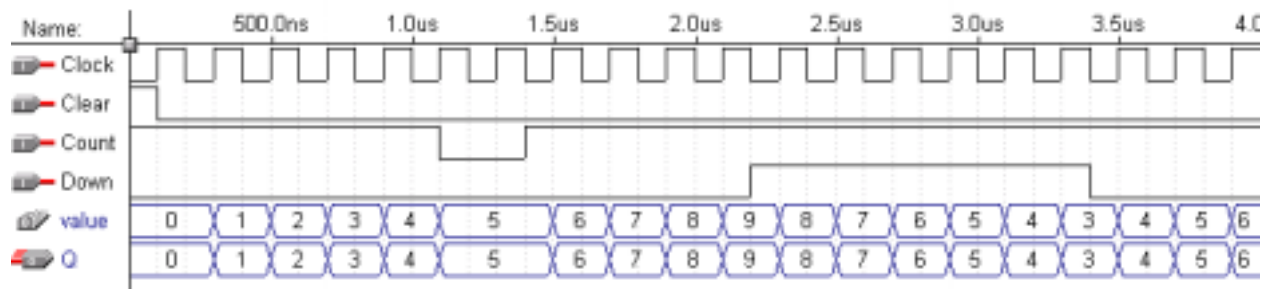 Name: 500.0ns 1.0us 1.5us 2.0us 2.5us 3.0us 3.5us 4.0
Clock
Clear
Count
Down
value 0 1 2 3 4 5 6 7 8 9 8 7 6 5 4 3 4 5 6
Q 0 1 2 3 4 5 6 7 8 9 8 7 6 5 4 3 4 5 6